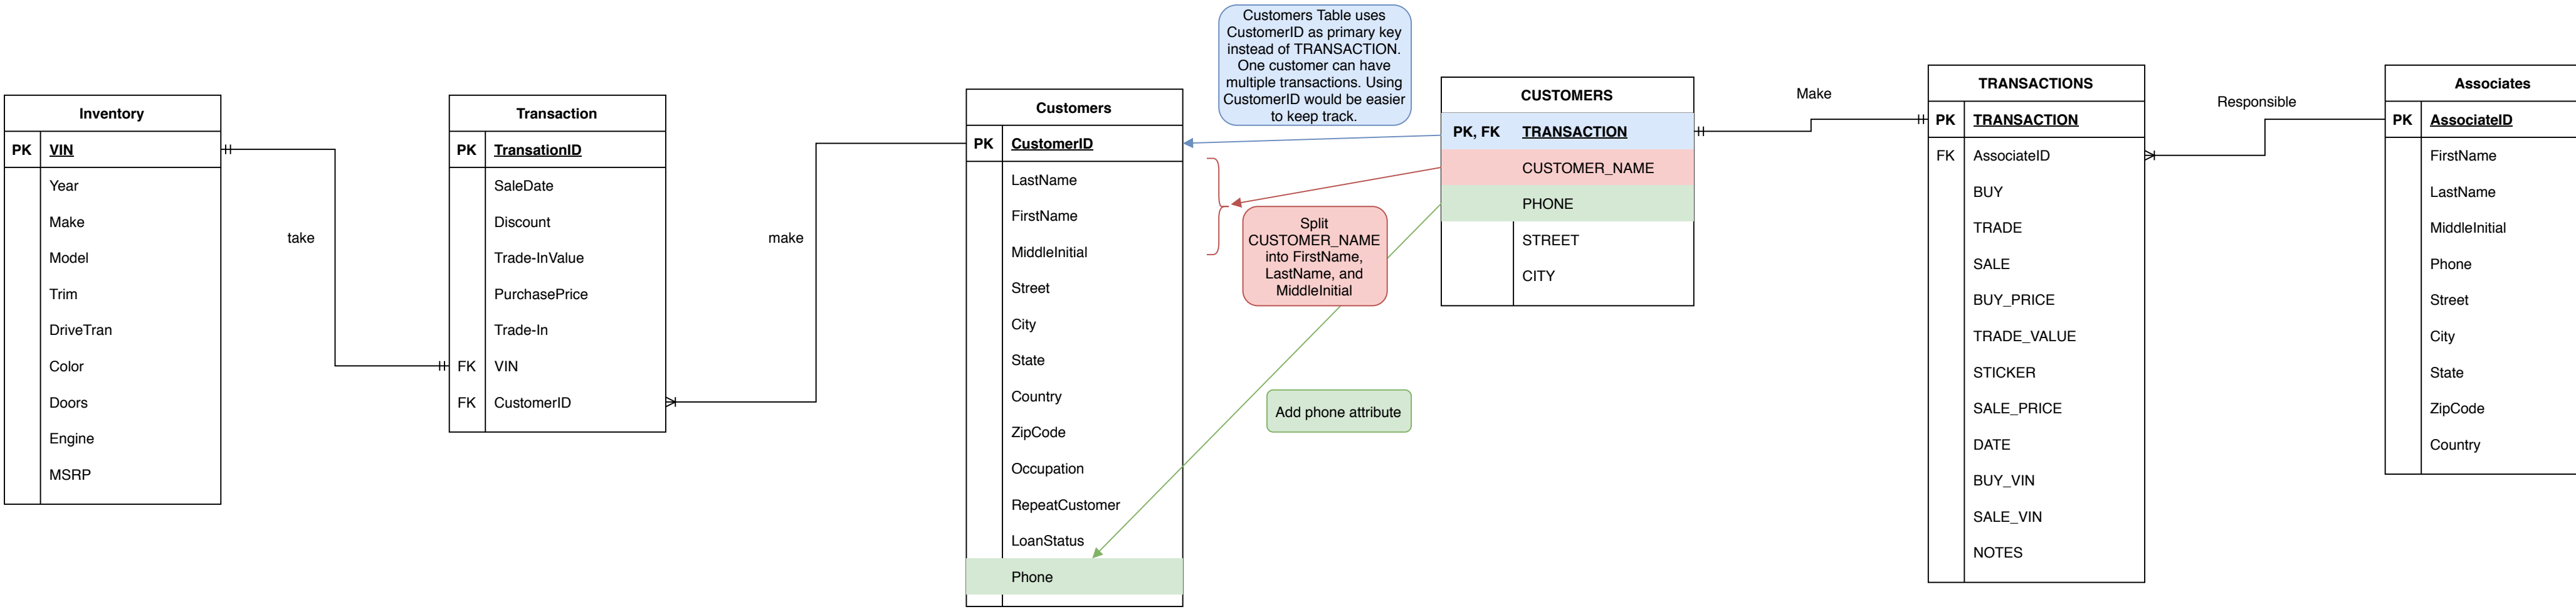 Inventory
PK VIN
Year
Make
Model
Trim
DriveTran
Color
Doors
Engine
MSRP
take
Transaction
PK TransationID
SaleDate
Discount
Trade-InValue
PurchasePrice
Trade-In
FK VIN
FK CustomerID
make
Customers
PK CustomerID
LastName
FirstName
MiddleInitial
Street
City
State
Country
ZipCode
Occupation
RepeatCustomer
LoanStatus
Phone
Customers Table uses
CustomerID as primary key
instead of TRANSACTION.
One customer can have
multiple transactions. Using
CustomerID would be easier
to keep track.
Split
CUSTOMER_NAME
into FirstName,
LastName, and
MiddleInitial
Add phone attribute
CUSTOMERS
PK, FK TRANSACTION
CUSTOMER_NAME
PHONE
STREET
CITY
Make
TRANSACTIONS
PK TRANSACTION
FK AssociateID
BUY
TRADE
SALE
BUY_PRICE
TRADE_VALUE
STICKER
SALE_PRICE
DATE
BUY_VIN
SALE_VIN
NOTES
Responsible
Associates
PK AssociateID
FirstName
LastName
MiddleInitial
Phone
Street
City
State
ZipCode
Country